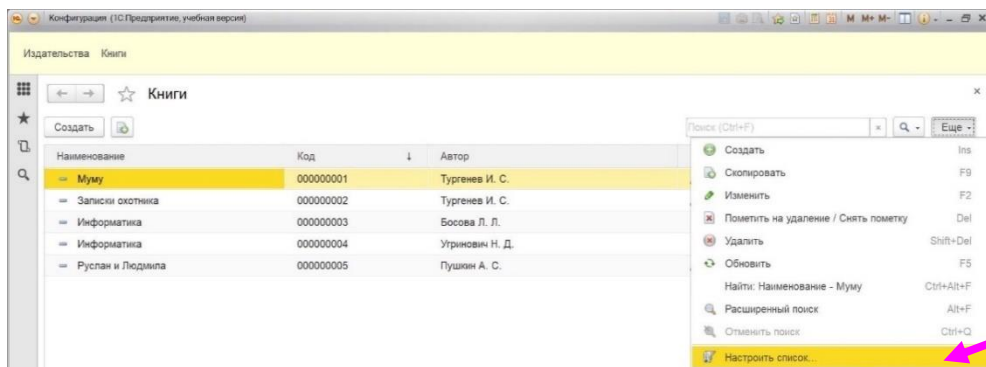 Конфигурация (1С:Предприятие, учебная версия)
M M+ M-
Издательства Книги
Книги
Создать
Поиск (Ctrl+F)
Еще
Наименование Код Автор
Муму 000000001 Тургенев И. С.
Записки охотника 000000002 Тургенев И. С.
Информатика 000000003 Босова Л. Л.
Информатика 000000004 Угринович Н. Д.
Руслан и Людмила 000000005 Пушкин А. С.
Создать Ins
Скопировать F9
Изменить F2
Пометить на удаление / Снять пометку Del
Удалить Shift+Del
Обновить F5
Найти: Наименование - Муму Ctrl+Alt+F
Расширенный поиск Alt+F
Отменить поиск Ctrl+Q
Настроить список...